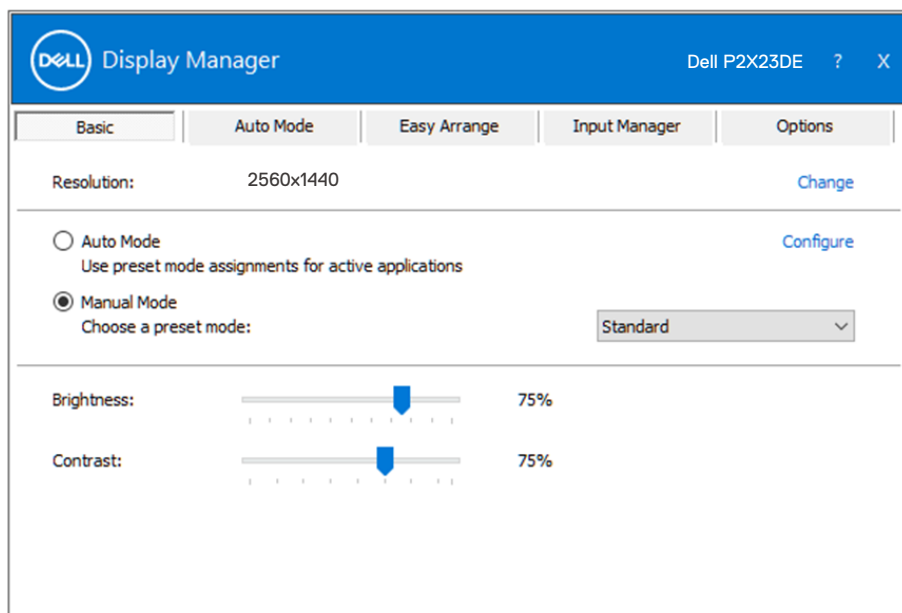 DELL Display Manager Dell P2X23DE ? X
Basic Auto Mode Easy Arrange Input Manager Options
Resolution: 2560x1440 Change
Auto Mode Configure
Use preset mode assignments for active applications
Manual Mode
Choose a preset mode: Standard
Brightness: 75%
Contrast: 75%